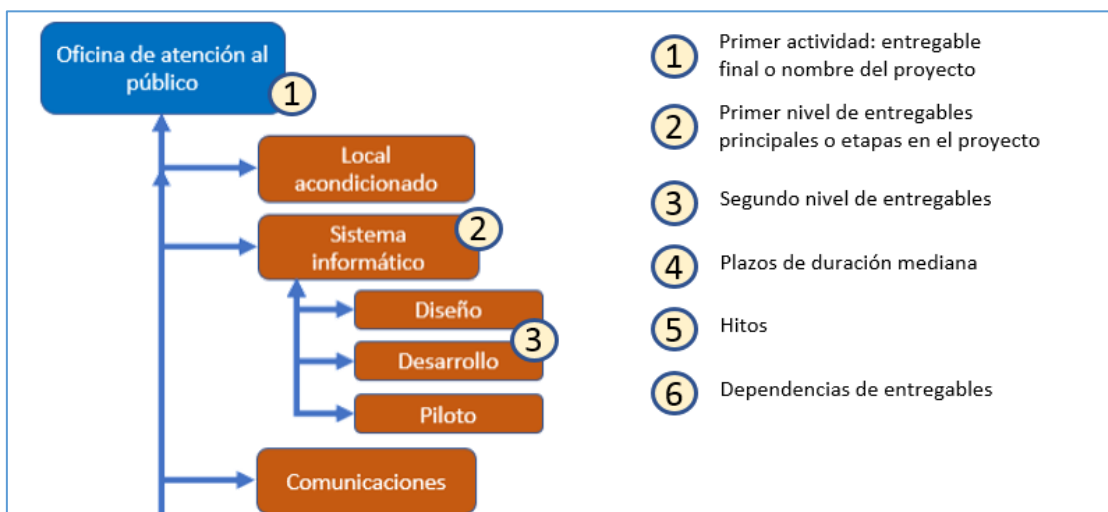 Oficina de atención al
público
1
Local
acondicionado
Sistema
informático
2
Diseño
Desarrollo
3
Piloto
Comunicaciones
1
Primer actividad: entregable
final o nombre del proyecto
2
Primer nivel de entregables
principales o etapas en el proyecto
3
Segundo nivel de entregables
4
Plazos de duración mediana
5
Hitos
6
Dependencias de entregables